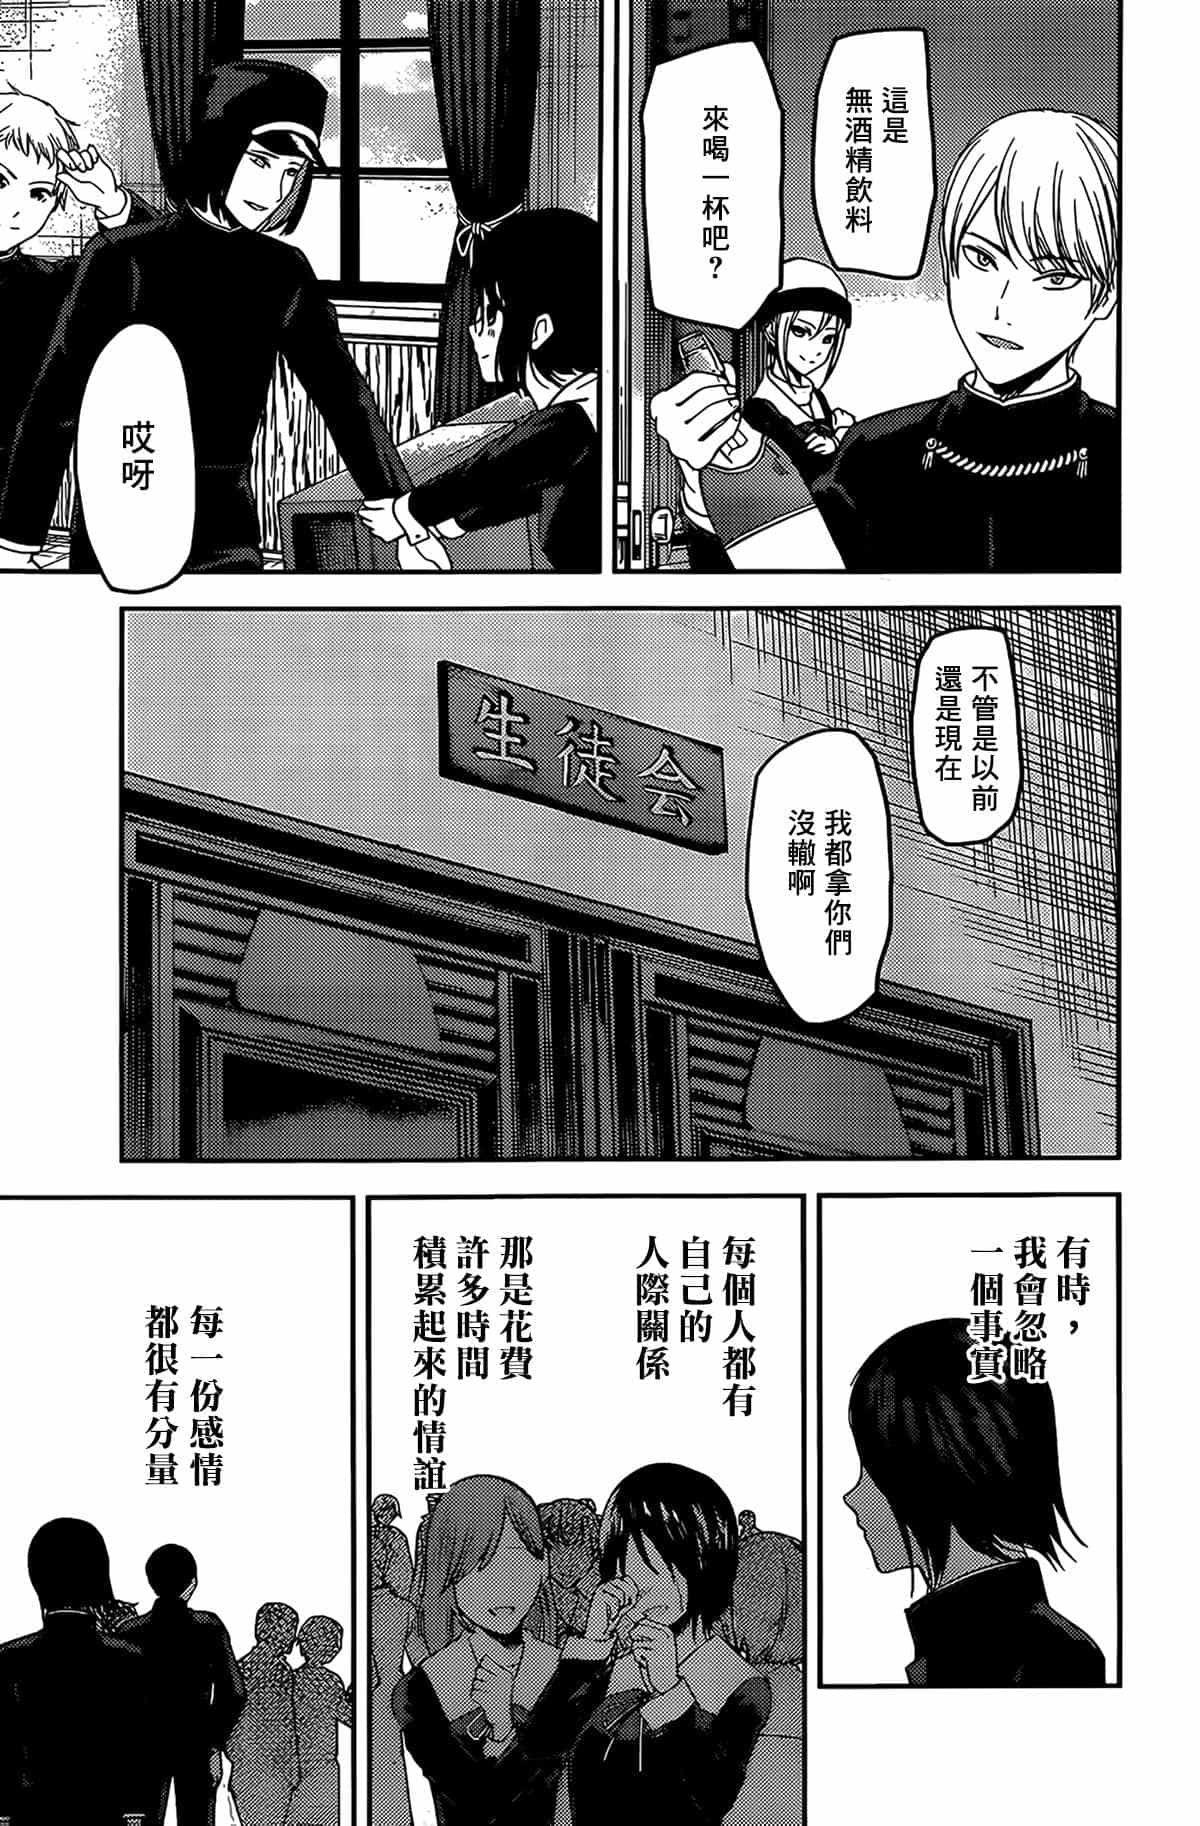 這是
無酒精飲料
來喝一杯吧？
哎呀
不管是以前
還是現在
我都拿你們
沒轍啊
生徒会
有時，
我會忽略
一個事實
每個人都有
自己的
人際關係
那是花費
許多時間
積累起來的情誼
每一份感情
都很有分量